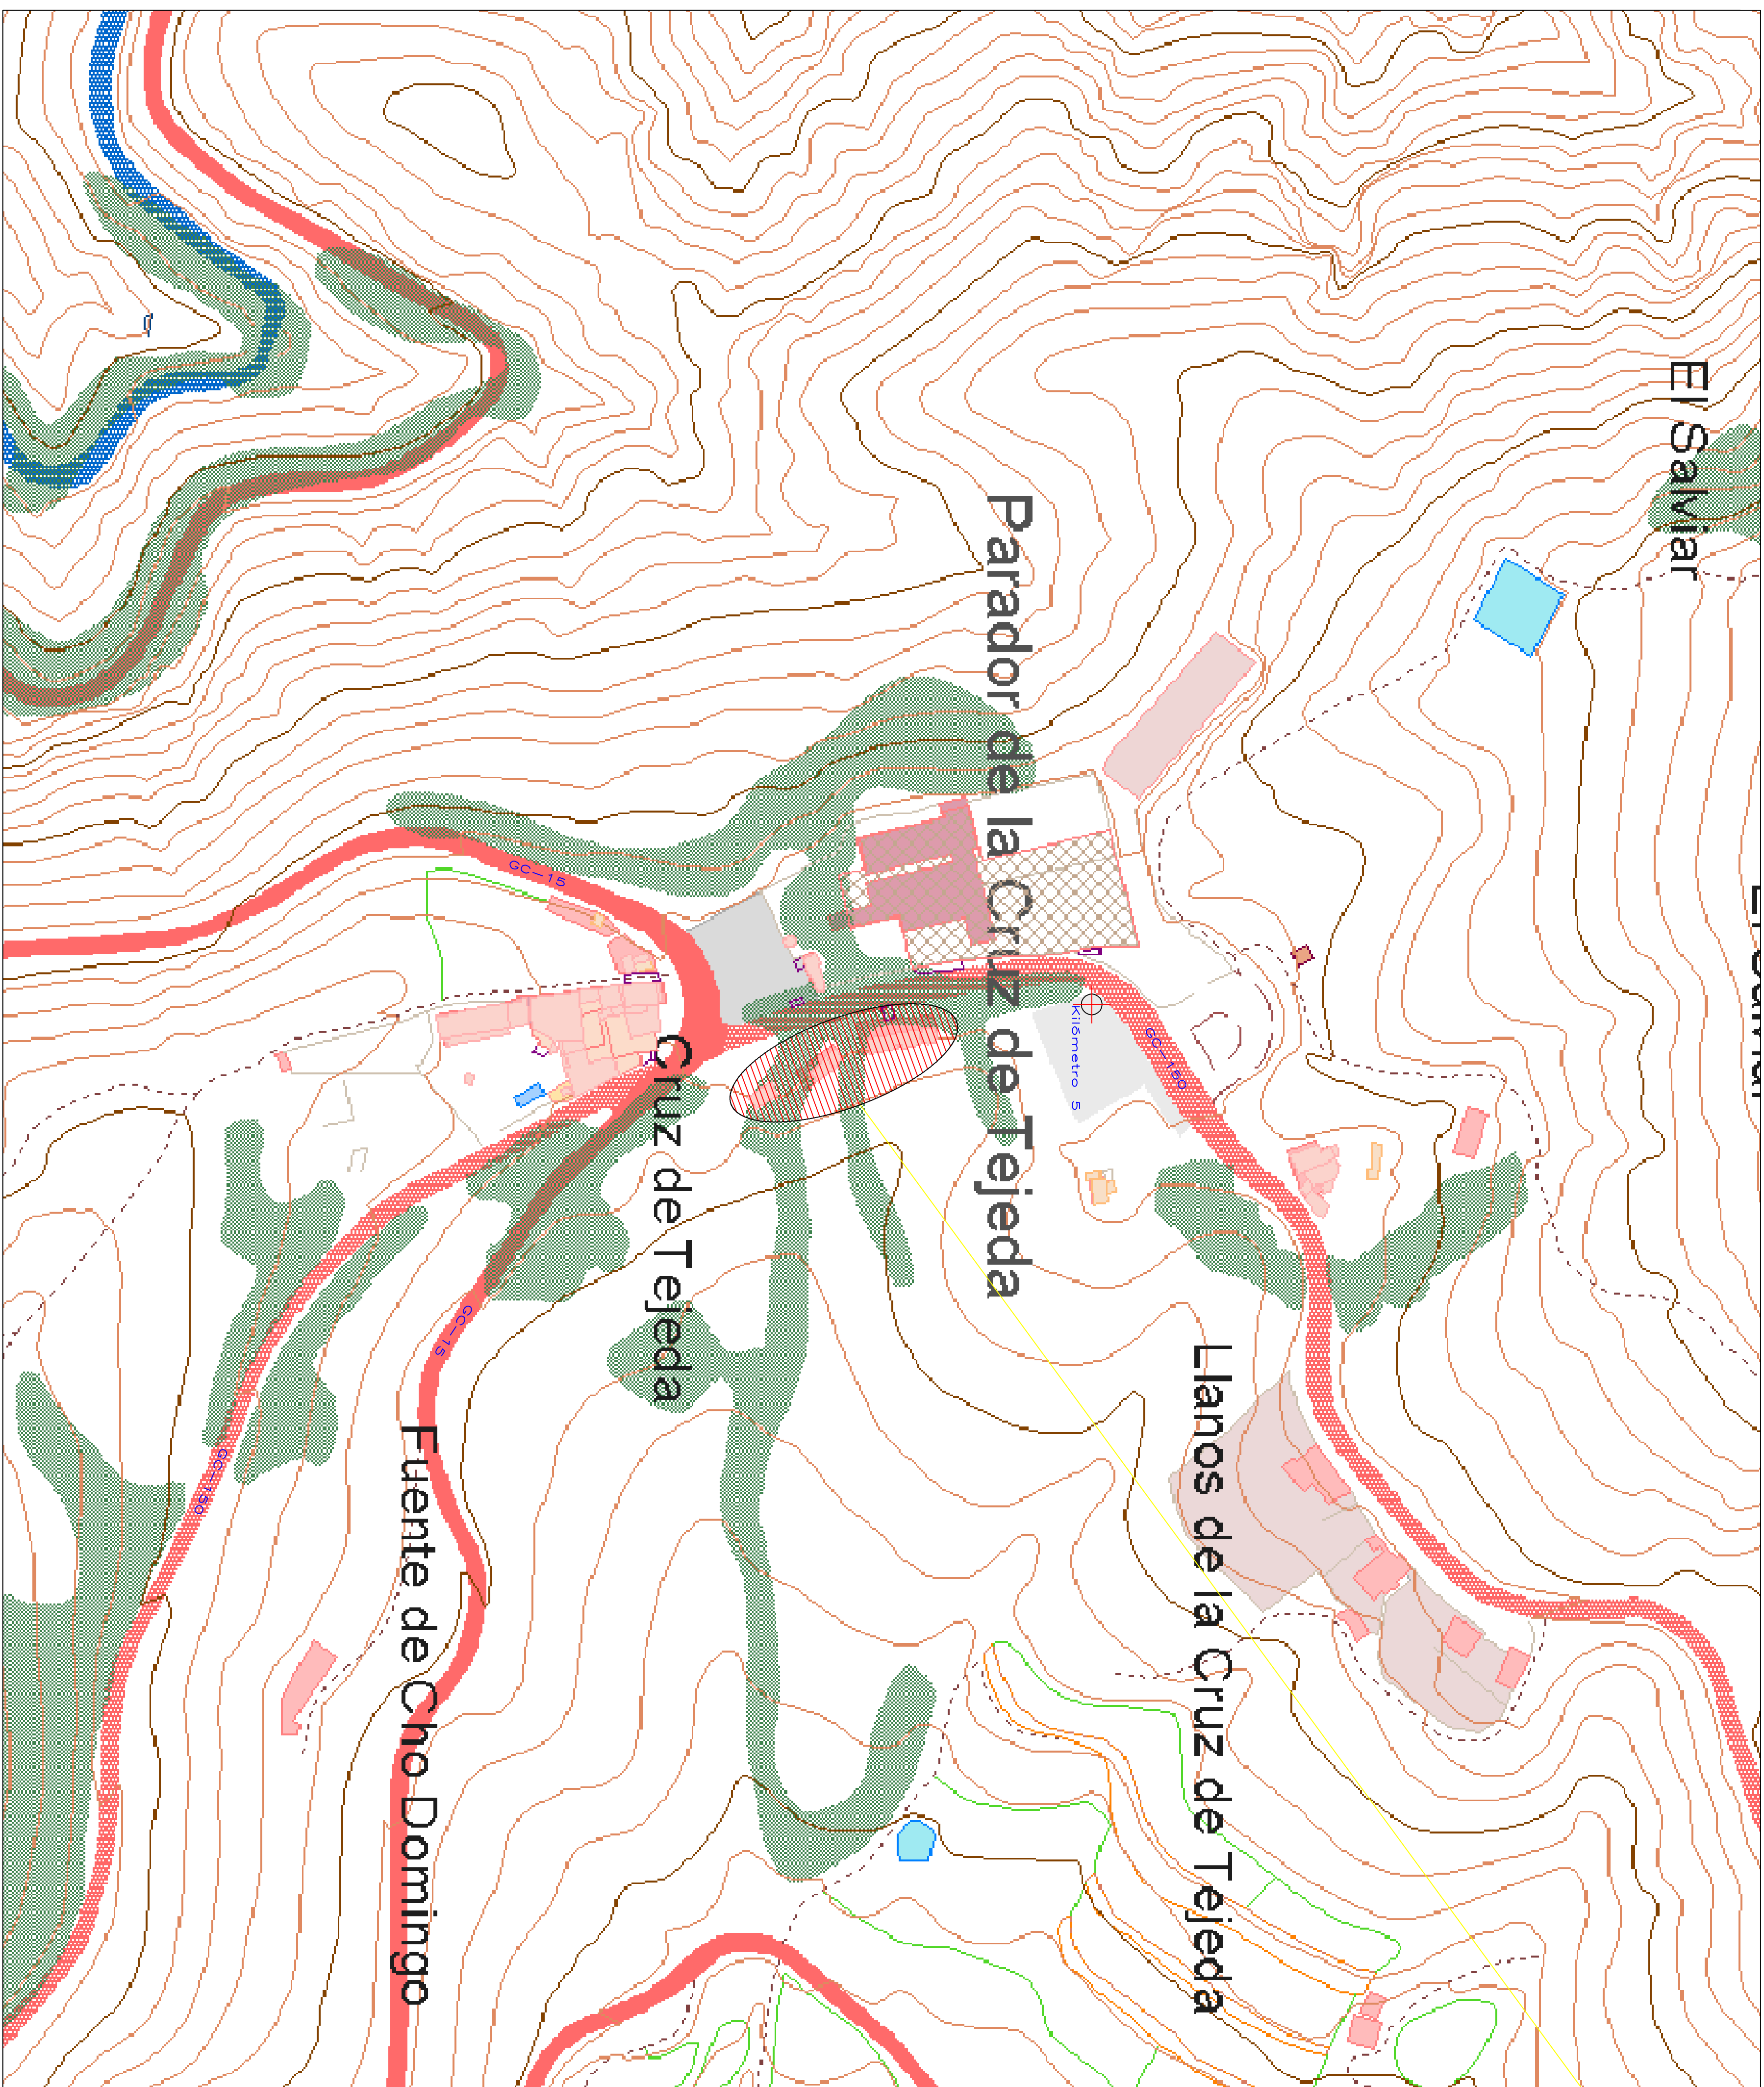 El Salviar
Parador de la Cruz de Tejeda
GC-15
Kilómetro 5
GC-150
Cruz de Tejeda
GC-15
Llanos de la Cruz de Tejeda
Fuente de Cho Domingo
GC-150